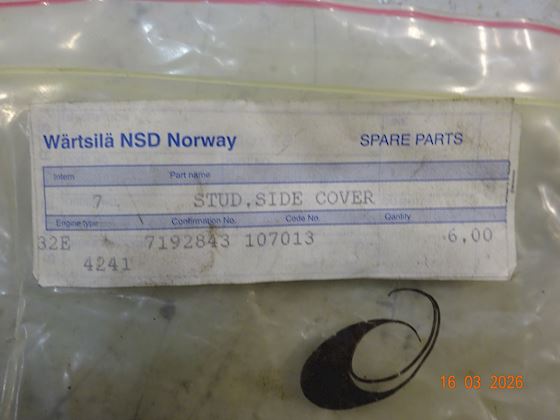 Wärtsilä NSD Norway SPARE PARTS
Intern Part name
7 STUD,SIDE COVER
Engine type Confirmation No. Code No. Qantity
32E 7192843 107013 6,00
4241
16 03 2026